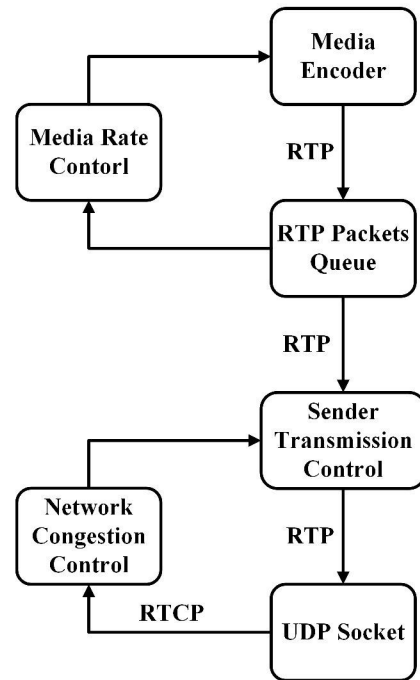 Media
Encoder
Media Rate
Contorl
RTP
RTP Packets
Queue
RTP
Sender
Transmission
Control
Network
Congestion
Control
RTP
RTCP
UDP Socket